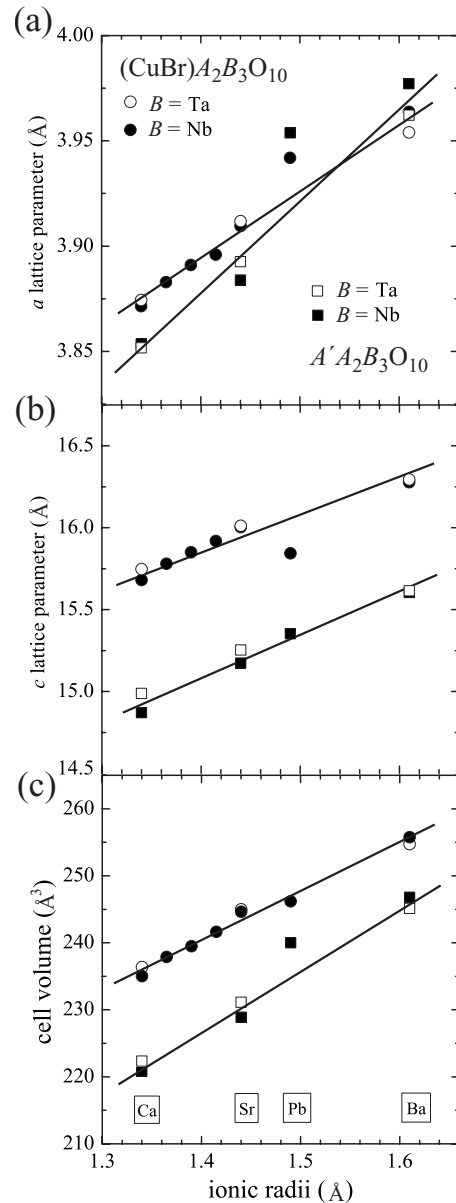 (a)
4.00
3.95
3.90
3.85
a lattice parameter (Å)
(CuBr)A₂B₃O₁₀
B = Ta
B = Nb
B = Ta
B = Nb
A′A₂B₃O₁₀
(b)
16.5
16.0
15.5
15.0
14.5
c lattice parameter (Å)
(c)
260
250
240
230
220
210
cell volume (Å³)
Ca Sr Pb Ba
1.3 1.4 1.5 1.6 1.7
ionic radii (Å)